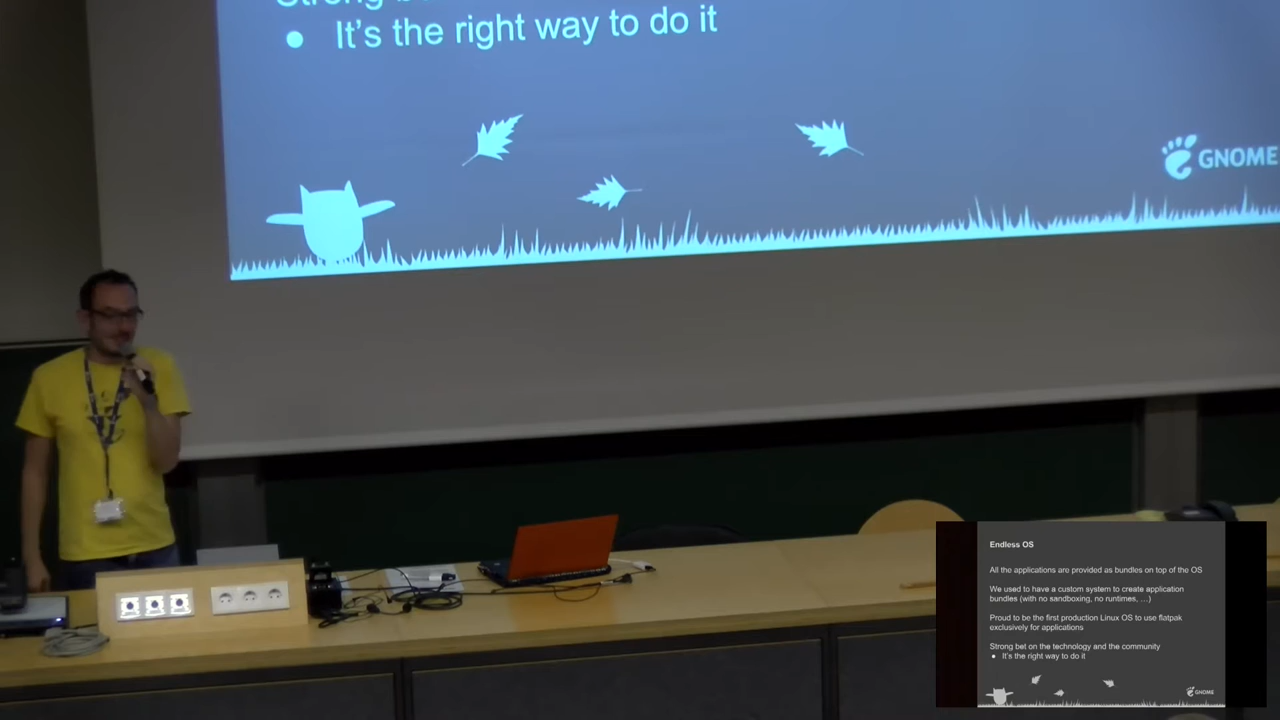 ● It's the right way to do it
GNOME
Endless OS
All the applications are provided as bundles on top of the OS
We used to have a custom system to create application
bundles (with no sandboxing, no runtimes, ...)
Proud to be the first production Linux OS to use flatpak
exclusively for applications
Strong bet on the technology and the community
● It's the right way to do it
GNOME